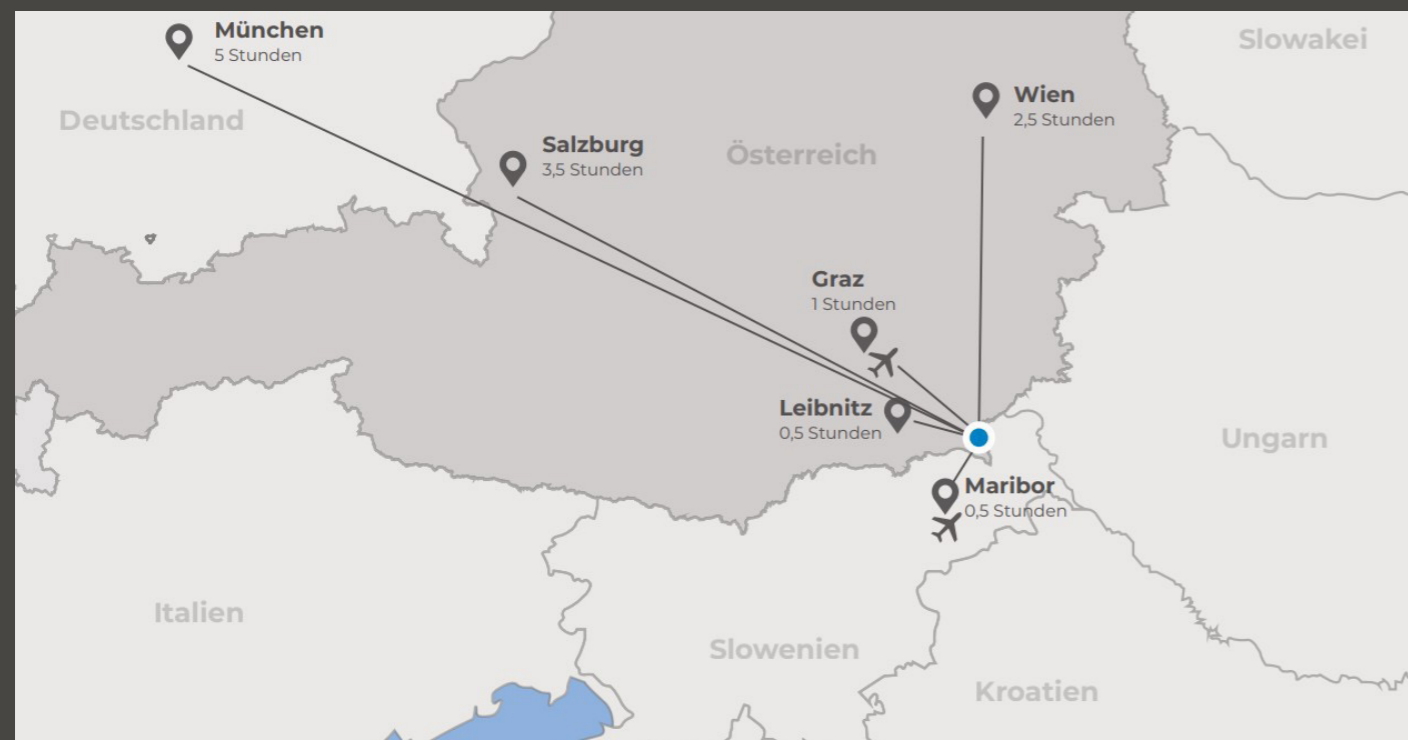 München
5 Stunden
Slowakei
Wien
2,5 Stunden
Deutschland
Salzburg
3,5 Stunden
Österreich
Graz
1 Stunden
Leibnitz
0,5 Stunden
Ungarn
Maribor
0,5 Stunden
Italien
Slowenien
Kroatien